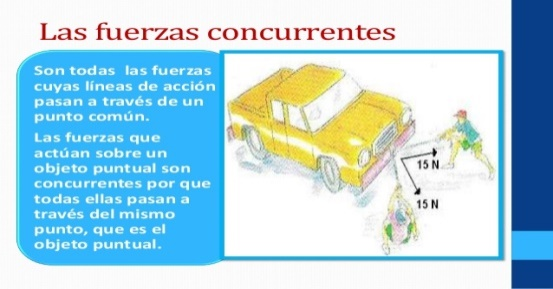 Las fuerzas concurrentes
Son todas las fuerzas
cuyas líneas de acción
pasan a través de un
punto común.
Las fuerzas que
actúan sobre un
objeto puntual son
concurrentes por que
todas ellas pasan a
través del mismo
punto, que es el
objeto puntual.
15 N
15 N